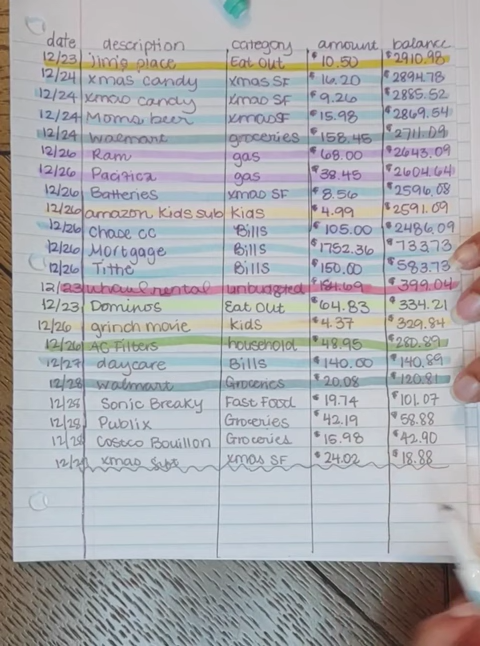 date description category amount balance
12/23 Jim's place Eat Out $10.50 $2910.98
12/24 xmas candy xmas SF $16.20 $2894.78
12/24 xmas candy xmas SF $9.26 $2885.52
12/24 Moms beer xmas SF $15.98 $2869.54
12/24 walmart groceries $158.45 $2711.09
12/26 Ram gas $68.00 $2643.09
12/26 Pacifica gas $38.45 $2604.64
12/26 Batteries xmas SF $8.56 $2596.08
12/26 amazon kids sub Kids $4.99 $2591.09
12/26 Chase cc Bills $105.00 $2486.09
12/26 Mortgage Bills $1752.36 $733.73
12/26 Tithe Bills $150.00 $583.73
12/23 uhaul rental unbudgeted $184.69 $399.04
12/23 Dominos Eat Out $64.83 $334.21
12/26 grinch movie kids $4.37 $329.84
12/26 AC Filters household $48.95 $280.89
12/27 daycare Bills $140.00 $140.89
12/28 walmart Groceries $20.08 $120.81
12/28 Sonic Breaky Fast Food $19.74 $101.07
12/28 Publix Groceries $42.19 $58.88
12/28 Costco Bouillon Groceries $15.98 $42.90
xmas xmas SF $24.02 $18.88